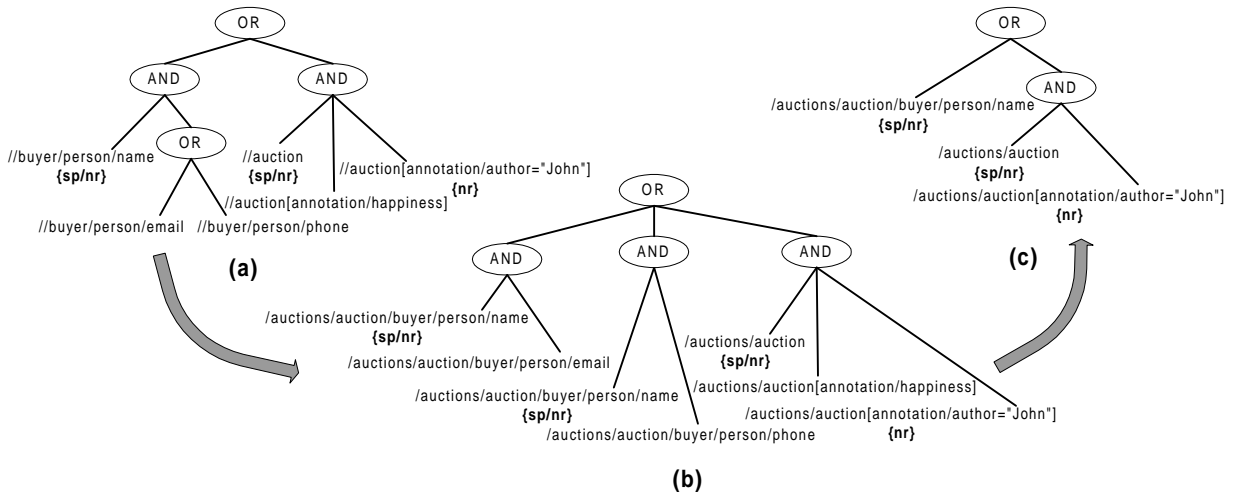 OR
AND
AND
OR
//buyer/person/name
{sp/nr}
//auction
{sp/nr}
//auction[annotation/author="John"]
{nr}
//auction[annotation/happiness]
//buyer/person/email
//buyer/person/phone
(a)
OR
AND
AND
AND
/auctions/auction/buyer/person/name
{sp/nr}
/auctions/auction/buyer/person/email
/auctions/auction/buyer/person/name
{sp/nr}
/auctions/auction/buyer/person/phone
/auctions/auction
{sp/nr}
/auctions/auction[annotation/happiness]
/auctions/auction[annotation/author="John"]
{nr}
(b)
OR
AND
/auctions/auction/buyer/person/name
{sp/nr}
/auctions/auction
{sp/nr}
/auctions/auction[annotation/author="John"]
{nr}
(c)